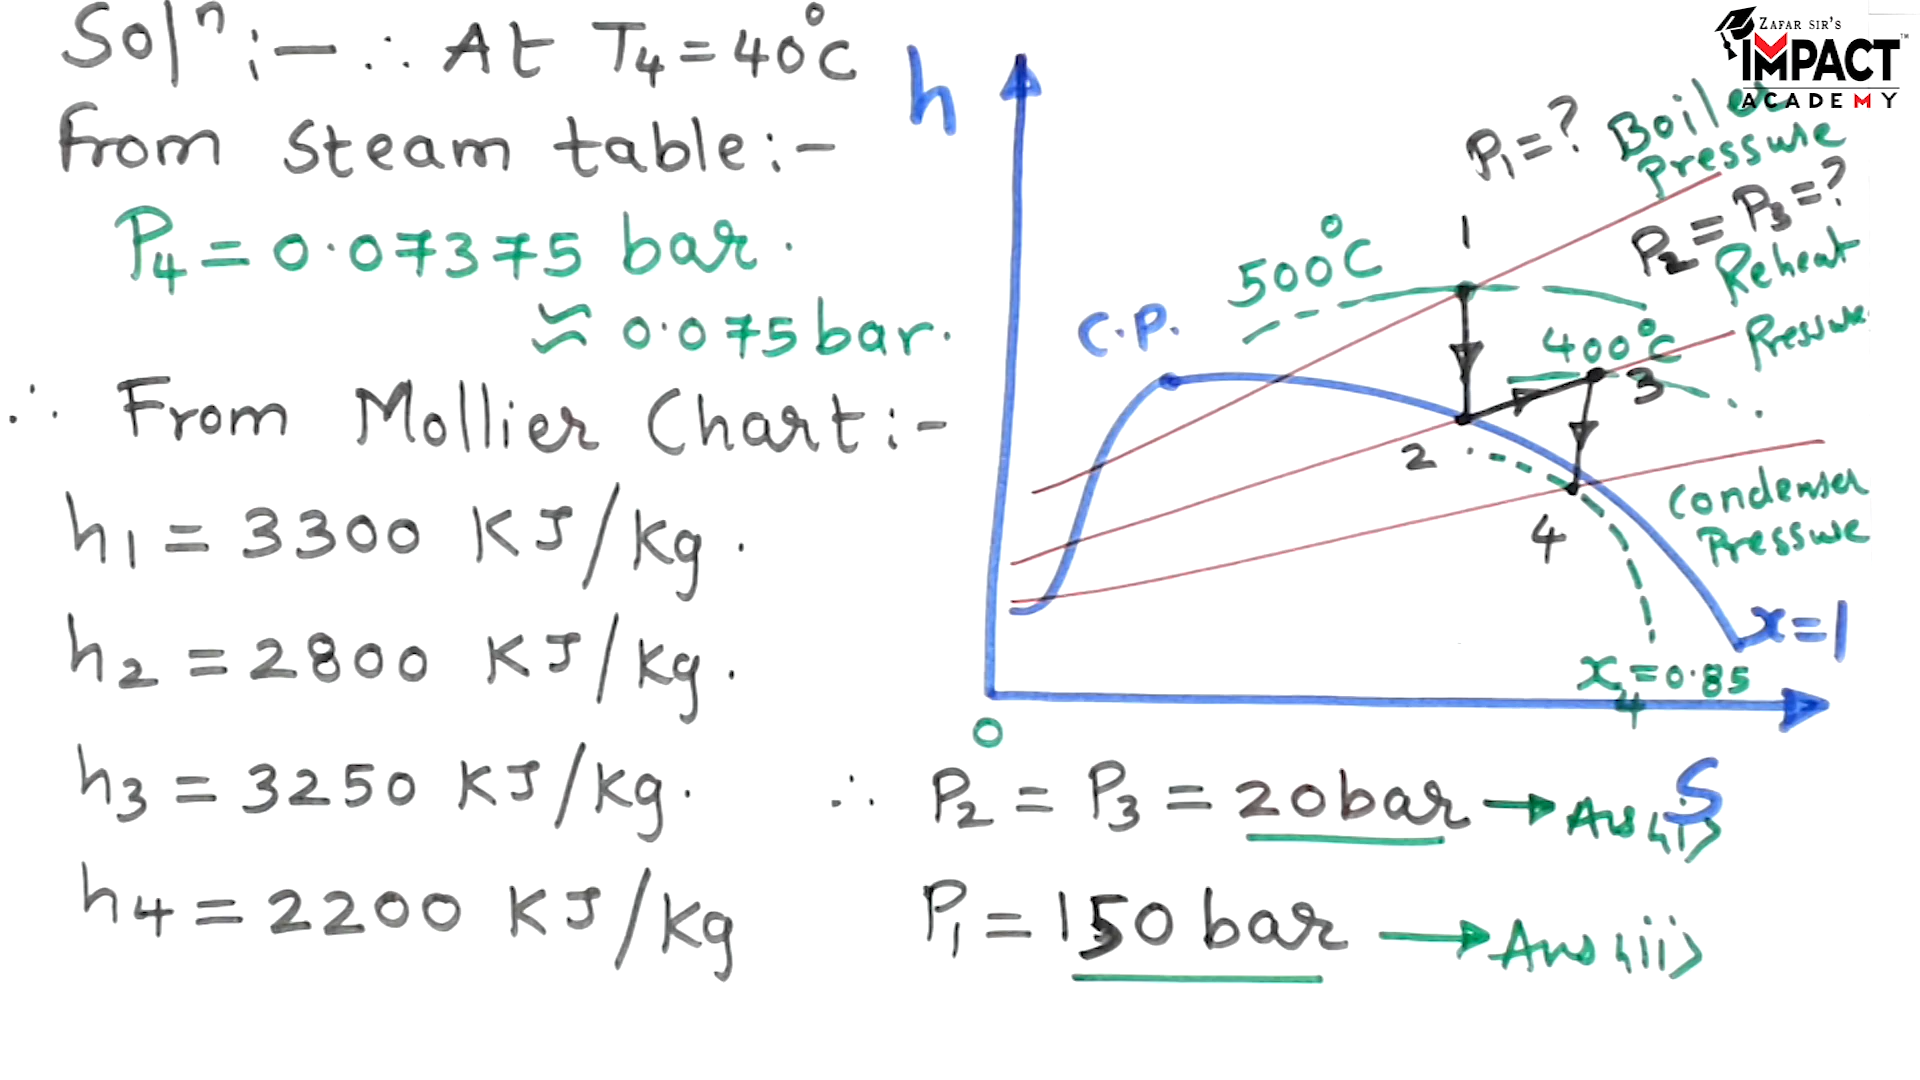 Solⁿ :- ∴ At T4 = 40°C
From steam table :-
P4 = 0.07375 bar.
≈ 0.075 bar.
∴ From Mollier Chart :-
h1 = 3300 KJ/Kg.
h2 = 2800 KJ/Kg.
h3 = 3250 KJ/Kg.
h4 = 2200 KJ/Kg
ZAFAR SIR'S
IMPACT™
ACADEMY
h
P1 = ? Boiler
Pressure
P2 = P3 = ?
Reheat
Pressure
1
500°C
C.P.
400°C
3
2
4
Condenser
Pressure
x = 1
x4 = 0.85
0
S
∴ P2 = P3 = 20 bar → Ans (i)
P1 = 150 bar → Ans (ii)